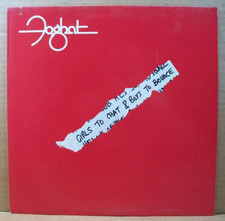 Foghat
GIRLS TO CHAT & BOYS TO BOUNCE